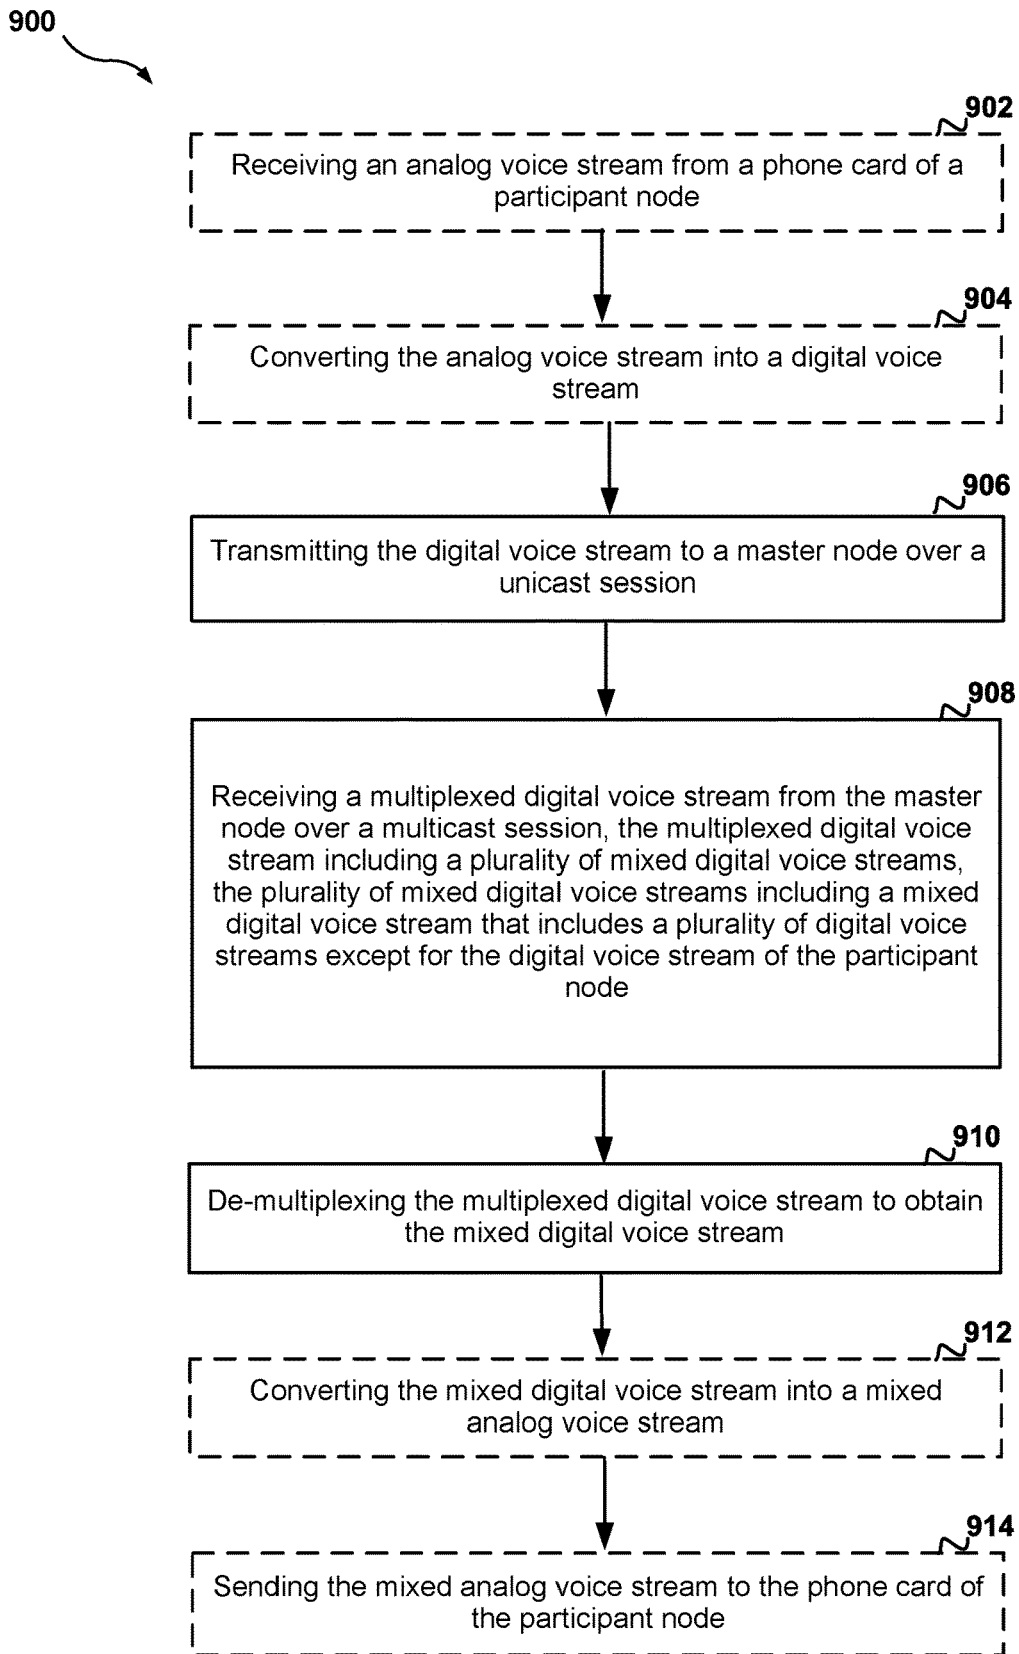 900
902
Receiving an analog voice stream from a phone card of a
participant node
904
Converting the analog voice stream into a digital voice
stream
906
Transmitting the digital voice stream to a master node over a
unicast session
908
Receiving a multiplexed digital voice stream from the master
node over a multicast session, the multiplexed digital voice
stream including a plurality of mixed digital voice streams,
the plurality of mixed digital voice streams including a mixed
digital voice stream that includes a plurality of digital voice
streams except for the digital voice stream of the participant
node
910
De-multiplexing the multiplexed digital voice stream to obtain
the mixed digital voice stream
912
Converting the mixed digital voice stream into a mixed
analog voice stream
914
Sending the mixed analog voice stream to the phone card of
the participant node